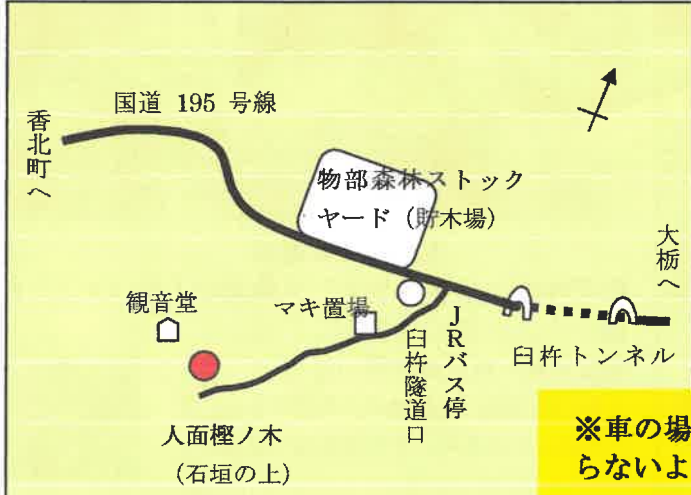 国道 195 号線
香北町へ
物部森林ストック
ヤード（貯木場）
大栃へ
観音堂
マキ置場
JRバス停
臼杵隧道口
臼杵トンネル
人面樫ノ木
（石垣の上）
※車の場
らないよ